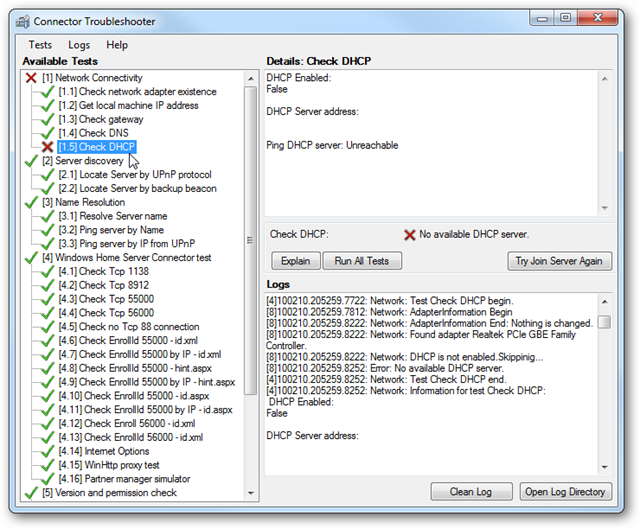 Connector Troubleshooter
Tests Logs Help
Available Tests
[1] Network Connectivity
[1.1] Check network adapter existence
[1.2] Get local machine IP address
[1.3] Check gateway
[1.4] Check DNS
[1.5] Check DHCP
[2] Server discovery
[2.1] Locate Server by UPnP protocol
[2.2] Locate Server by backup beacon
[3] Name Resolution
[3.1] Resolve Server name
[3.2] Ping server by Name
[3.3] Ping server by IP from UPnP
[4] Windows Home Server Connector test
[4.1] Check Tcp 1138
[4.2] Check Tcp 8912
[4.3] Check Tcp 55000
[4.4] Check Tcp 56000
[4.5] Check no Tcp 88 connection
[4.6] Check EnrollId 55000 - id.xml
[4.7] Check EnrollId 55000 by IP - id.xml
[4.8] Check EnrollId 55000 - hint.aspx
[4.9] Check EnrollId 55000 by IP - hint.aspx
[4.10] Check EnrollId 55000 - id.aspx
[4.11] Check EnrollId 55000 by IP - id.aspx
[4.12] Check Enroll 56000 - id.xml
[4.13] Check EnrollId 56000 - id.xml
[4.14] Internet Options
[4.15] WinHttp proxy test
[4.16] Partner manager simulator
[5] Version and permission check
Details: Check DHCP
DHCP Enabled:
False
DHCP Server address:
Ping DHCP server: Unreachable
Check DHCP: No available DHCP server.
Explain Run All Tests Try Join Server Again
Logs
[4]100210.205259.7722: Network: Test Check DHCP begin.
[8]100210.205259.7812: Network: AdapterInformation Begin
[8]100210.205259.8222: Network: AdapterInformation End: Nothing is changed.
[8]100210.205259.8222: Network: Found adapter Realtek PCIe GBE Family
Controller.
[8]100210.205259.8222: Network: DHCP is not enabled.Skippinig...
[8]100210.205259.8252: Error: No available DHCP server.
[4]100210.205259.8252: Network: Test Check DHCP end.
[4]100210.205259.8252: Network: Information for test Check DHCP:
DHCP Enabled:
False
DHCP Server address:
Clean Log Open Log Directory